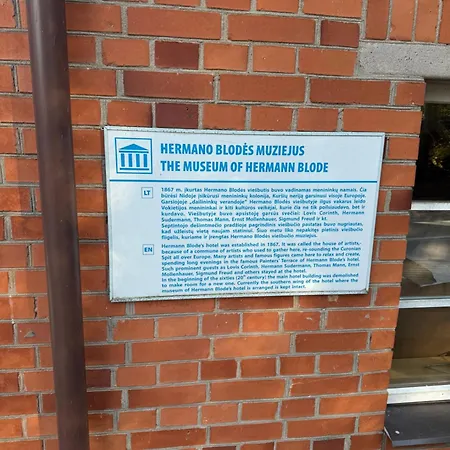 HERMANO BLODĖS MUZIEJUS
THE MUSEUM OF HERMANN BLODE
LT
1867 m. įkurtas Hermano Blodės viešbutis buvo vadinamas menininkų namais. Čia
būrėsi Nidoje įsikūrusi menininkų kolonija, Kuršių neriją garsinusi visoje Europoje.
Garsiojoje „dailininkų verandoje" Hermano Blodės viešbutyje ilgus vakarus leido
Vokietijos menininkai ir kiti kultūros veikėjai, kurie čia ne tik poilsiaudavo, bet ir
kurdavo. Viešbutyje buvo apsistoję garsūs svečiai: Lovis Corinth, Hermann
Sudermann, Thomas Mann, Ernst Mollenhauer, Sigmund Freud ir kt.
Septintojo dešimtmečio pradžioje pagrindinis viešbučio pastatas buvo nugriautas,
kad užleistų vietą naujam statiniui. Šiuo metu liko nepakitęs pietinis viešbučio
fligelis, kuriame ir įrengtas Hermano Blodės viešbučio muziejus.
EN
Hermann Blode's hotel was established in 1867. It was called the house of artists,
because of a commune of artists who used to gather here, re-sounding the Curonian
Spit all over Europe. Many artists and famous figures came here to relax and create,
spending long evenings in the famous Painters' Terrace of Hermann Blode's hotel.
Such prominent guests as Lovis Corinth, Hermann Sudermann, Thomas Mann, Ernst
Mollenhauer, Sigmund Freud and others stayed at the hotel.
In the beginning of the sixties (20th century) the main hotel building was demolished
to make room for a new one. Currently the southern wing of the hotel where the
museum of Hermann Blode's hotel is arranged is kept intact.